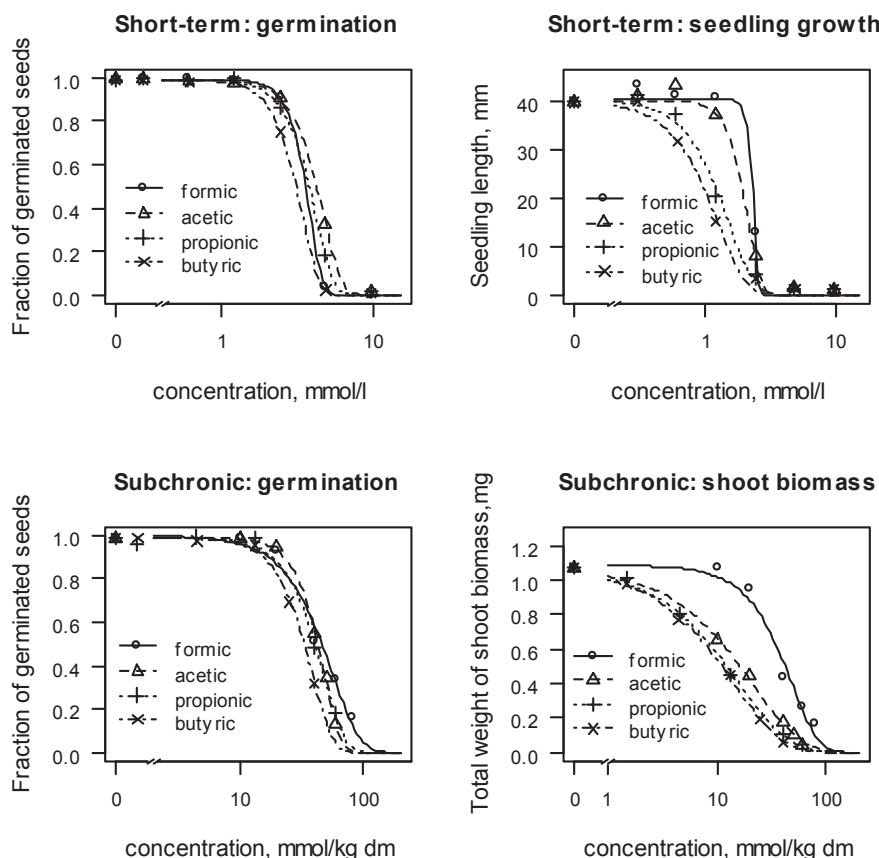 Short-term: germination
Fraction of germinated seeds
1.0
0.8
0.6
0.4
0.2
0.0
formic
acetic
propionic
butyric
0 1 10
concentration, mmol/l
Short-term: seedling growth
Seedling length, mm
40
30
20
10
0
formic
acetic
propionic
butyric
0 1 10
concentration, mmol/l
Subchronic: germination
Fraction of germinated seeds
1.0
0.8
0.6
0.4
0.2
0.0
formic
acetic
propionic
butyric
0 10 100
concentration, mmol/kg dm
Subchronic: shoot biomass
Total weight of shoot biomass,mg
1.2
1.0
0.8
0.6
0.4
0.2
0.0
formic
acetic
propionic
butyric
0 1 10 100
concentration, mmol/kg dm